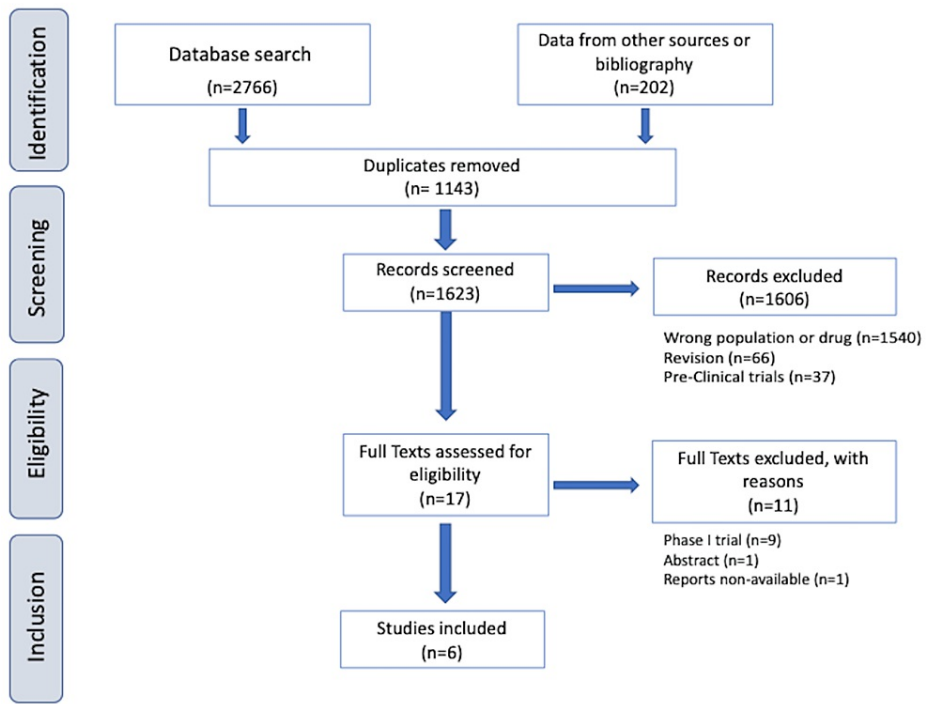 Identification
Database search
(n=2766)
Data from other sources or
bibliography
(n=202)
Duplicates removed
(n= 1143)
Screening
Records screened
(n=1623)
Records excluded
(n=1606)
Wrong population or drug (n=1540)
Revision (n=66)
Pre-Clinical trials (n=37)
Eligibility
Full Texts assessed for
eligibility
(n=17)
Full Texts excluded, with
reasons
(n=11)
Phase I trial (n=9)
Abstract (n=1)
Reports non-available (n=1)
Inclusion
Studies included
(n=6)